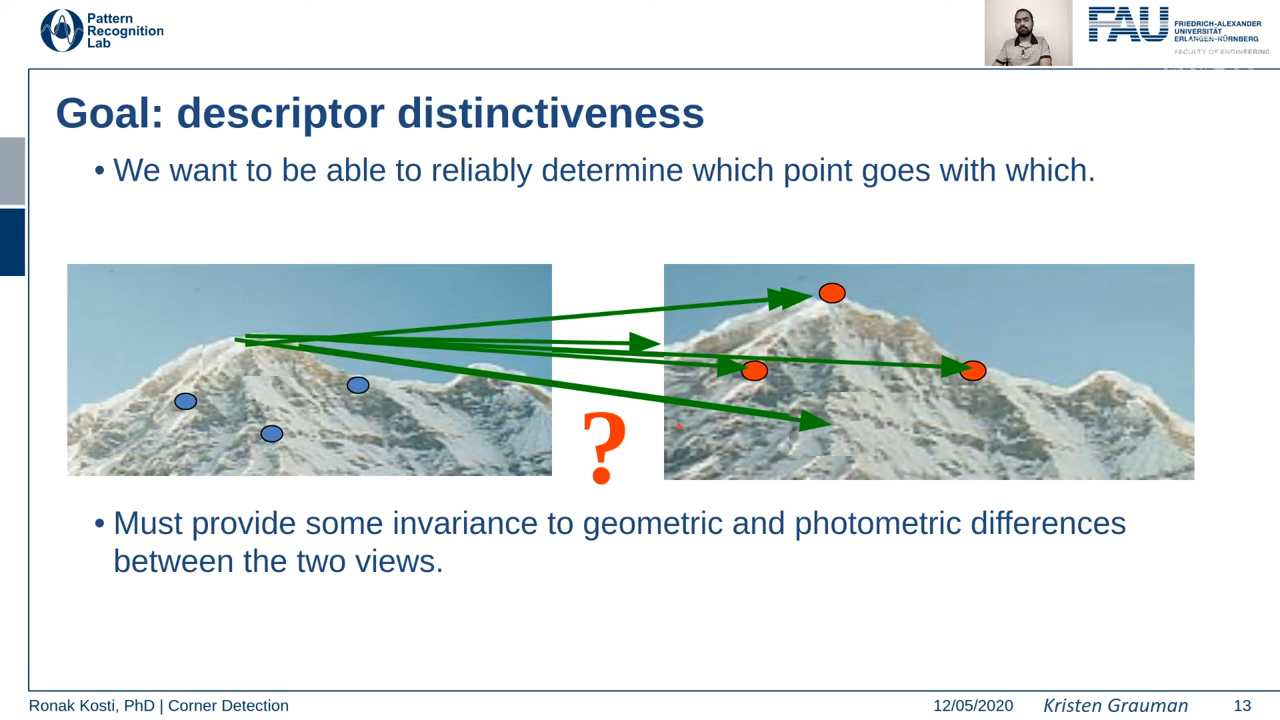 Pattern
Recognition
Lab
FAU
FRIEDRICH-ALEXANDER
UNIVERSITÄT
ERLANGEN-NÜRNBERG
FACULTY OF ENGINEERING
Goal: descriptor distinctiveness
• We want to be able to reliably determine which point goes with which.
?
• Must provide some invariance to geometric and photometric differences
between the two views.
Ronak Kosti, PhD | Corner Detection
12/05/2020
Kristen Grauman
13